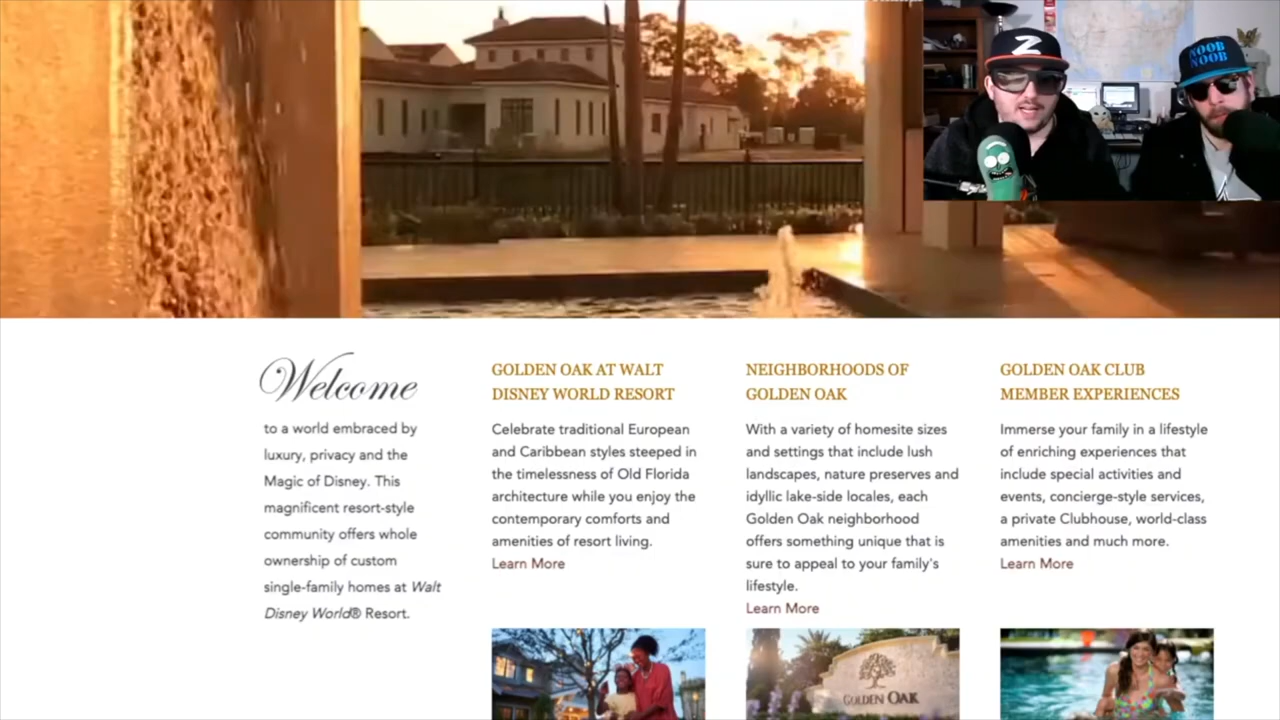 Z
NOOB
NOOB
Welcome
to a world embraced by
luxury, privacy and the
Magic of Disney. This
magnificent resort-style
community offers whole
ownership of custom
single-family homes at Walt
Disney World® Resort.
GOLDEN OAK AT WALT
DISNEY WORLD RESORT
Celebrate traditional European
and Caribbean styles steeped in
the timelessness of Old Florida
architecture while you enjoy the
contemporary comforts and
amenities of resort living.
Learn More
NEIGHBORHOODS OF
GOLDEN OAK
With a variety of homesite sizes
and settings that include lush
landscapes, nature preserves and
idyllic lake-side locales, each
Golden Oak neighborhood
offers something unique that is
sure to appeal to your family's
lifestyle.
Learn More
GOLDEN OAK
GOLDEN OAK CLUB
MEMBER EXPERIENCES
Immerse your family in a lifestyle
of enriching experiences that
include special activities and
events, concierge-style services,
a private Clubhouse, world-class
amenities and much more.
Learn More